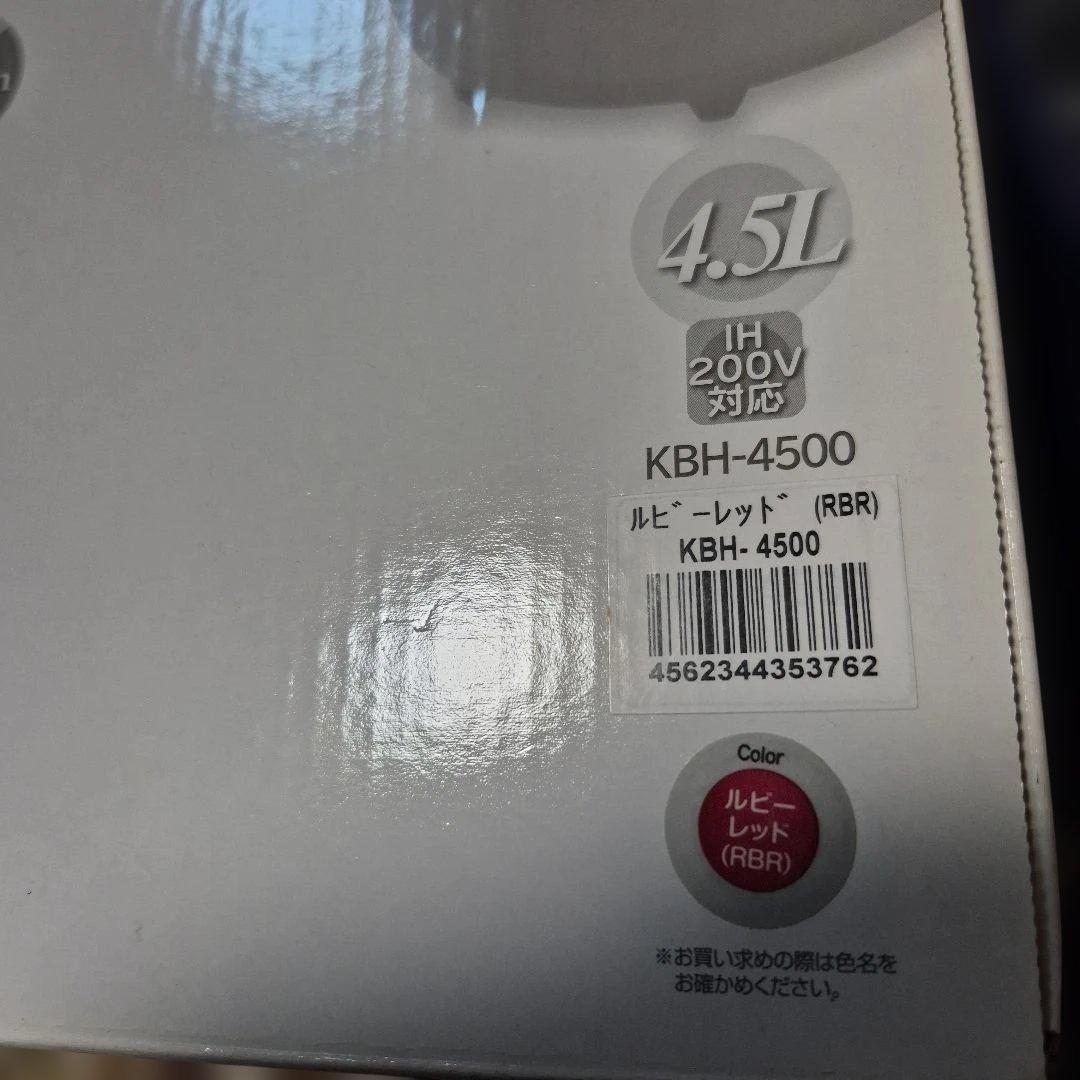 4.5L
IH
200V
対応
KBH-4500
ﾙﾋﾞｰﾚｯﾄﾞ (RBR)
KBH- 4500
4562344353762
Color
ルビー
レッド
(RBR)
※お買い求めの際は色名を
お確かめください。